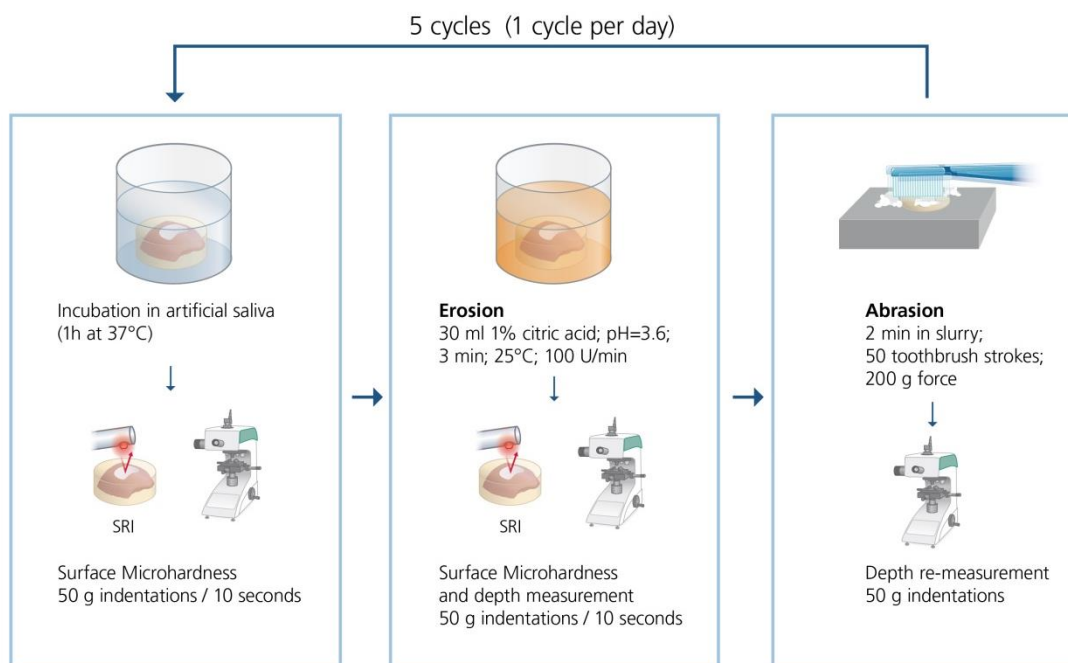 5 cycles (1 cycle per day)
Incubation in artificial saliva
(1h at 37°C)
SRI
Surface Microhardness
50 g indentations / 10 seconds
Erosion
30 ml 1% citric acid; pH=3.6;
3 min; 25°C; 100 U/min
SRI
Surface Microhardness
and depth measurement
50 g indentations / 10 seconds
Abrasion
2 min in slurry;
50 toothbrush strokes;
200 g force
Depth re-measurement
50 g indentations